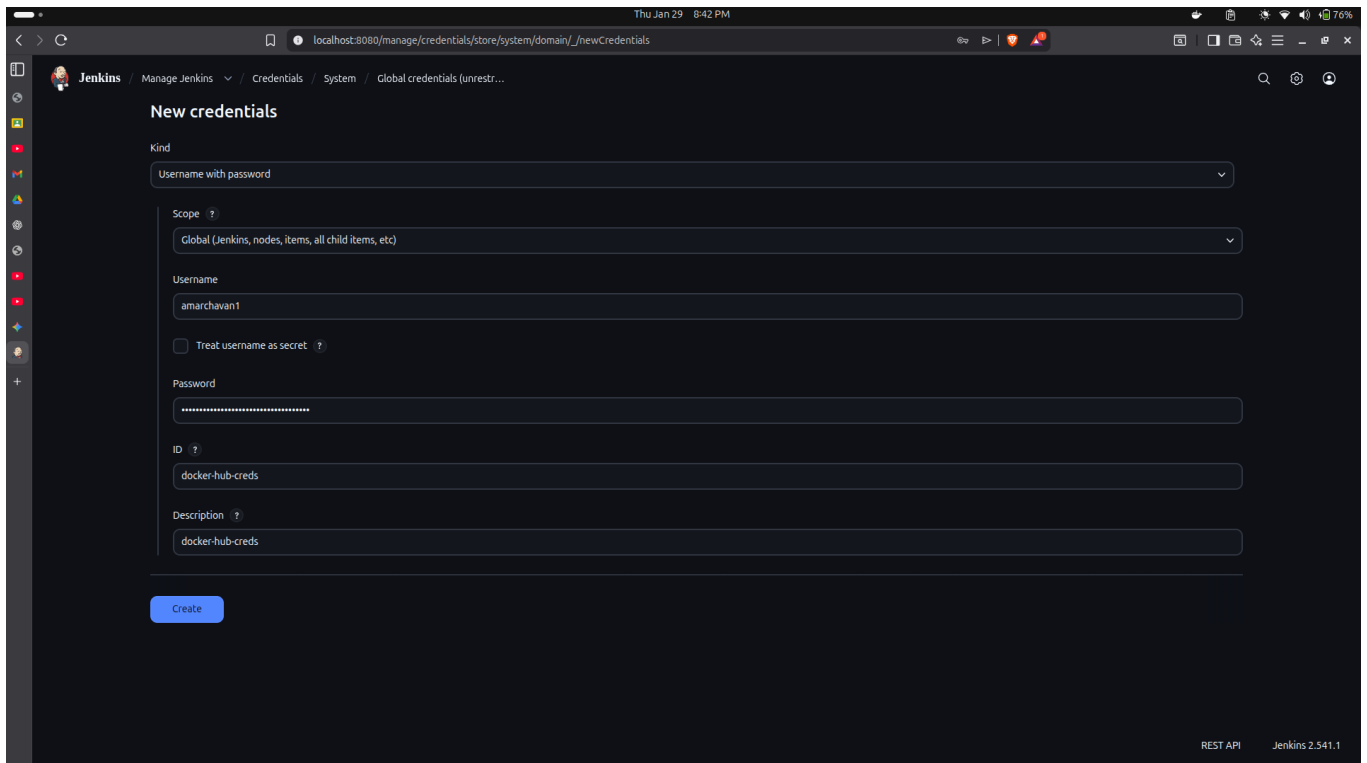 Thu Jan 29 8:42 PM
76%
localhost:8080/manage/credentials/store/system/domain/_/newCredentials
Jenkins / Manage Jenkins / Credentials / System / Global credentials (unrestr...
New credentials
Kind
Username with password
Scope ?
Global (Jenkins, nodes, items, all child items, etc)
Username
amarchavan1
Treat username as secret ?
Password
••••••••••••••••••••••••••••••••••••
ID ?
docker-hub-creds
Description ?
docker-hub-creds
Create
REST API Jenkins 2.541.1